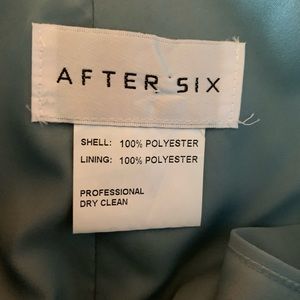 AFTER SIX
SHELL: 100% POLYESTER
LINING: 100% POLYESTER
PROFESSIONAL
DRY CLEAN